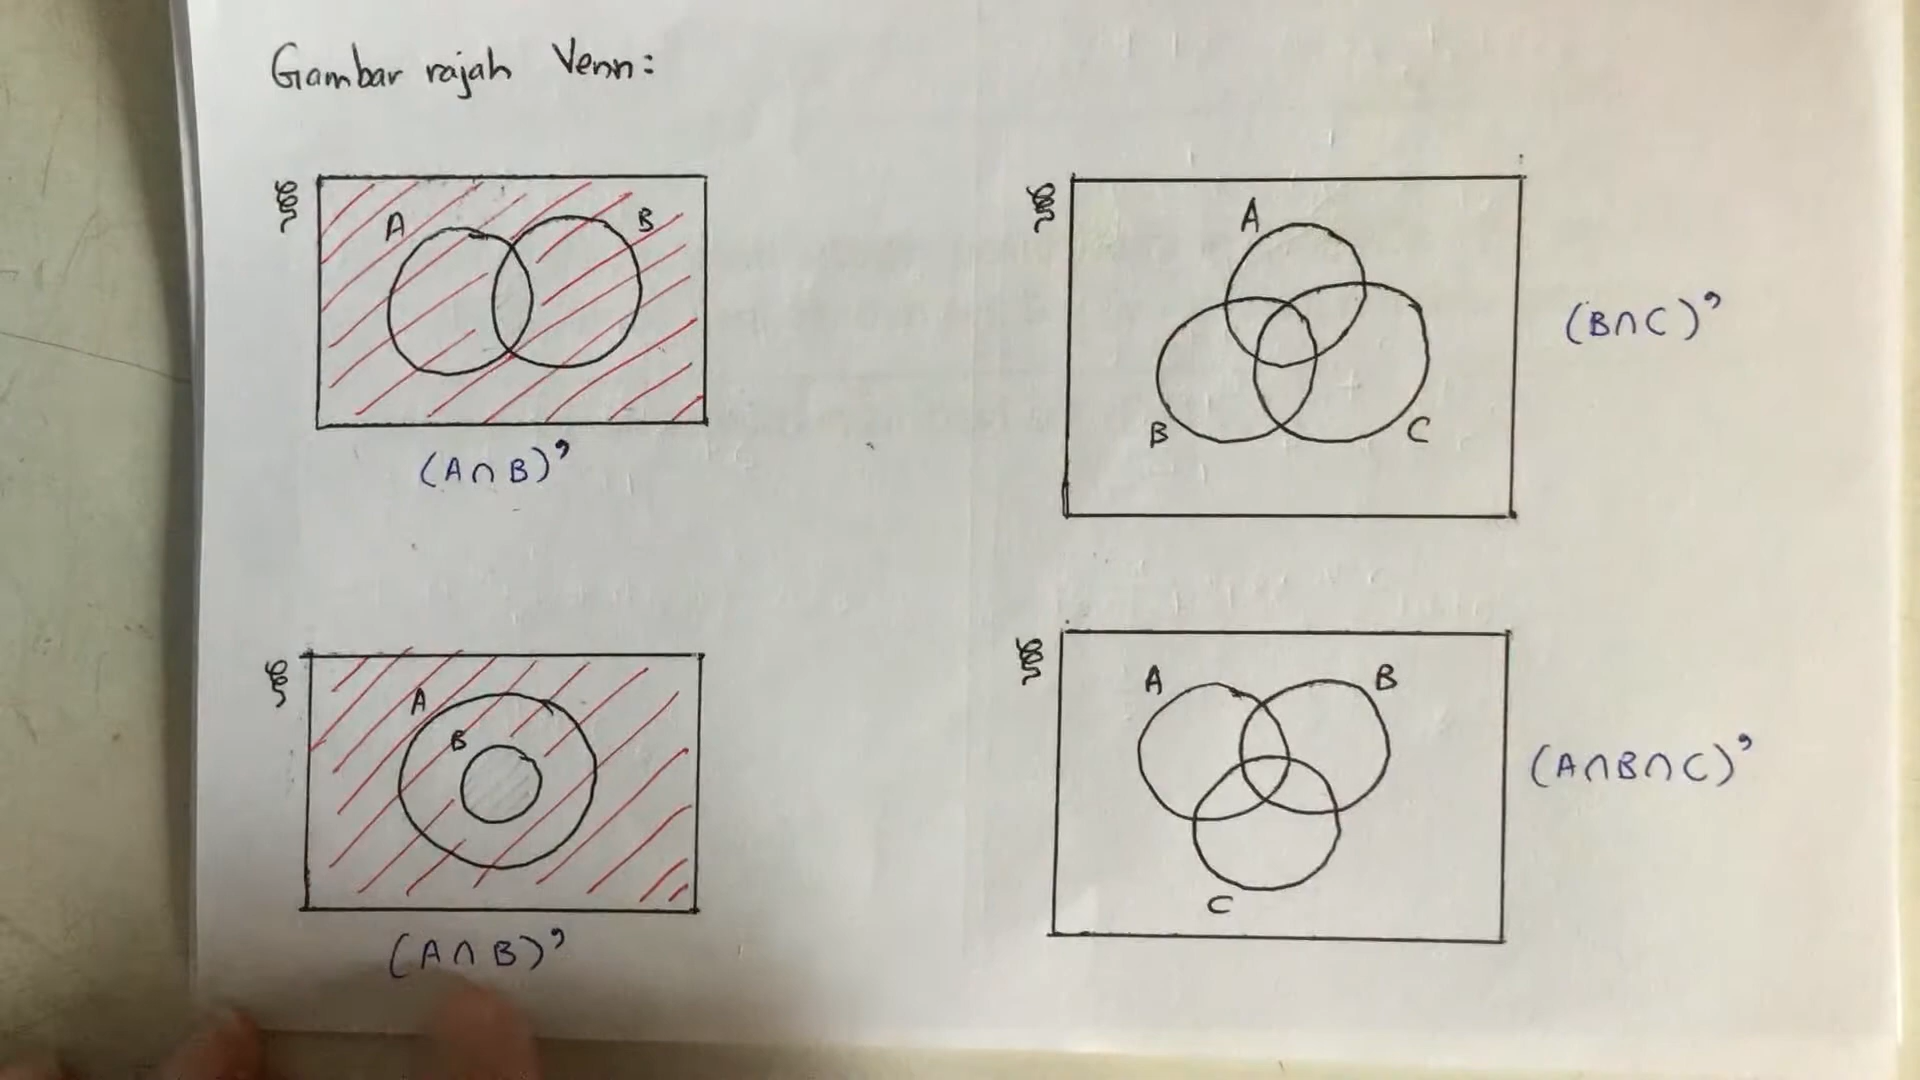 Gambar rajah Venn:
ξ
A
B
(A∩B)'
ξ
A
B
C
(B∩C)'
ξ
A
B
(A∩B)'
ξ
A
B
C
(A∩B∩C)'